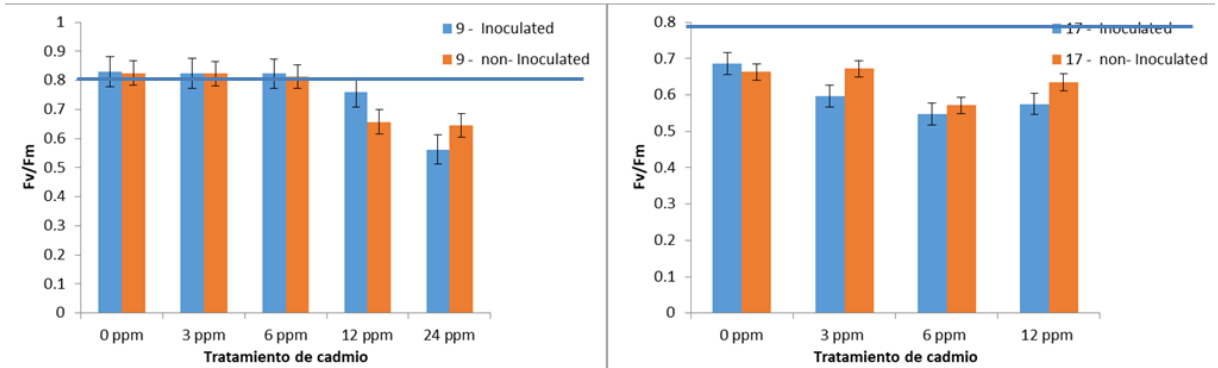 1
0.9
0.8
0.7
0.6
0.5
0.4
0.3
0.2
0.1
0
Fv/Fm
9 - Inoculated
9 - non-Inoculated
0 ppm 3 ppm 6 ppm 12 ppm 24 ppm
Tratamiento de cadmio
0.8
0.7
0.6
0.5
0.4
0.3
0.2
0.1
0
Fv/Fm
17 - Inoculated
17 - non- Inoculated
0 ppm 3 ppm 6 ppm 12 ppm
Tratamiento de cadmio